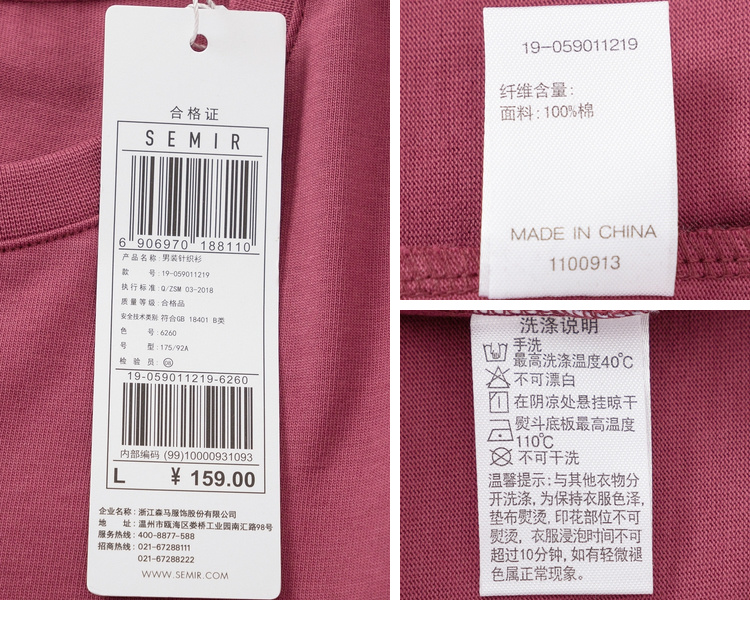 合格证
SEMIR
6 906970 188110
产品名称:男装针织衫
款 号:19-059011219
执行标准:Q/ZSM 03-2018
质量等级:合格品
安全技术类别 符合GB 18401 B类
色 号:6260
号 型:175/92A
检 验 员:
19-059011219-6260
内部编码 (99)10000931093
L ¥ 159.00
企业名称:浙江森马服饰股份有限公司
地 址:温州市瓯海区娄桥工业园南汇路98号
服务热线:400-8877-588
招商热线:021-67288111
021-67288222
WWW.SEMIR.COM
19-059011219
纤维含量:
面料:100%棉
MADE IN CHINA
1100913
洗涤说明
手洗
最高洗涤温度40℃
不可漂白
在阴凉处悬挂晾干
熨斗底板最高温度
110℃
不可干洗
温馨提示:与其他衣物分
开洗涤,为保持衣服色泽,
垫布熨烫,印花部位不可
熨烫,衣服浸泡时间不可
超过10分钟,如有轻微褪
色属正常现象。